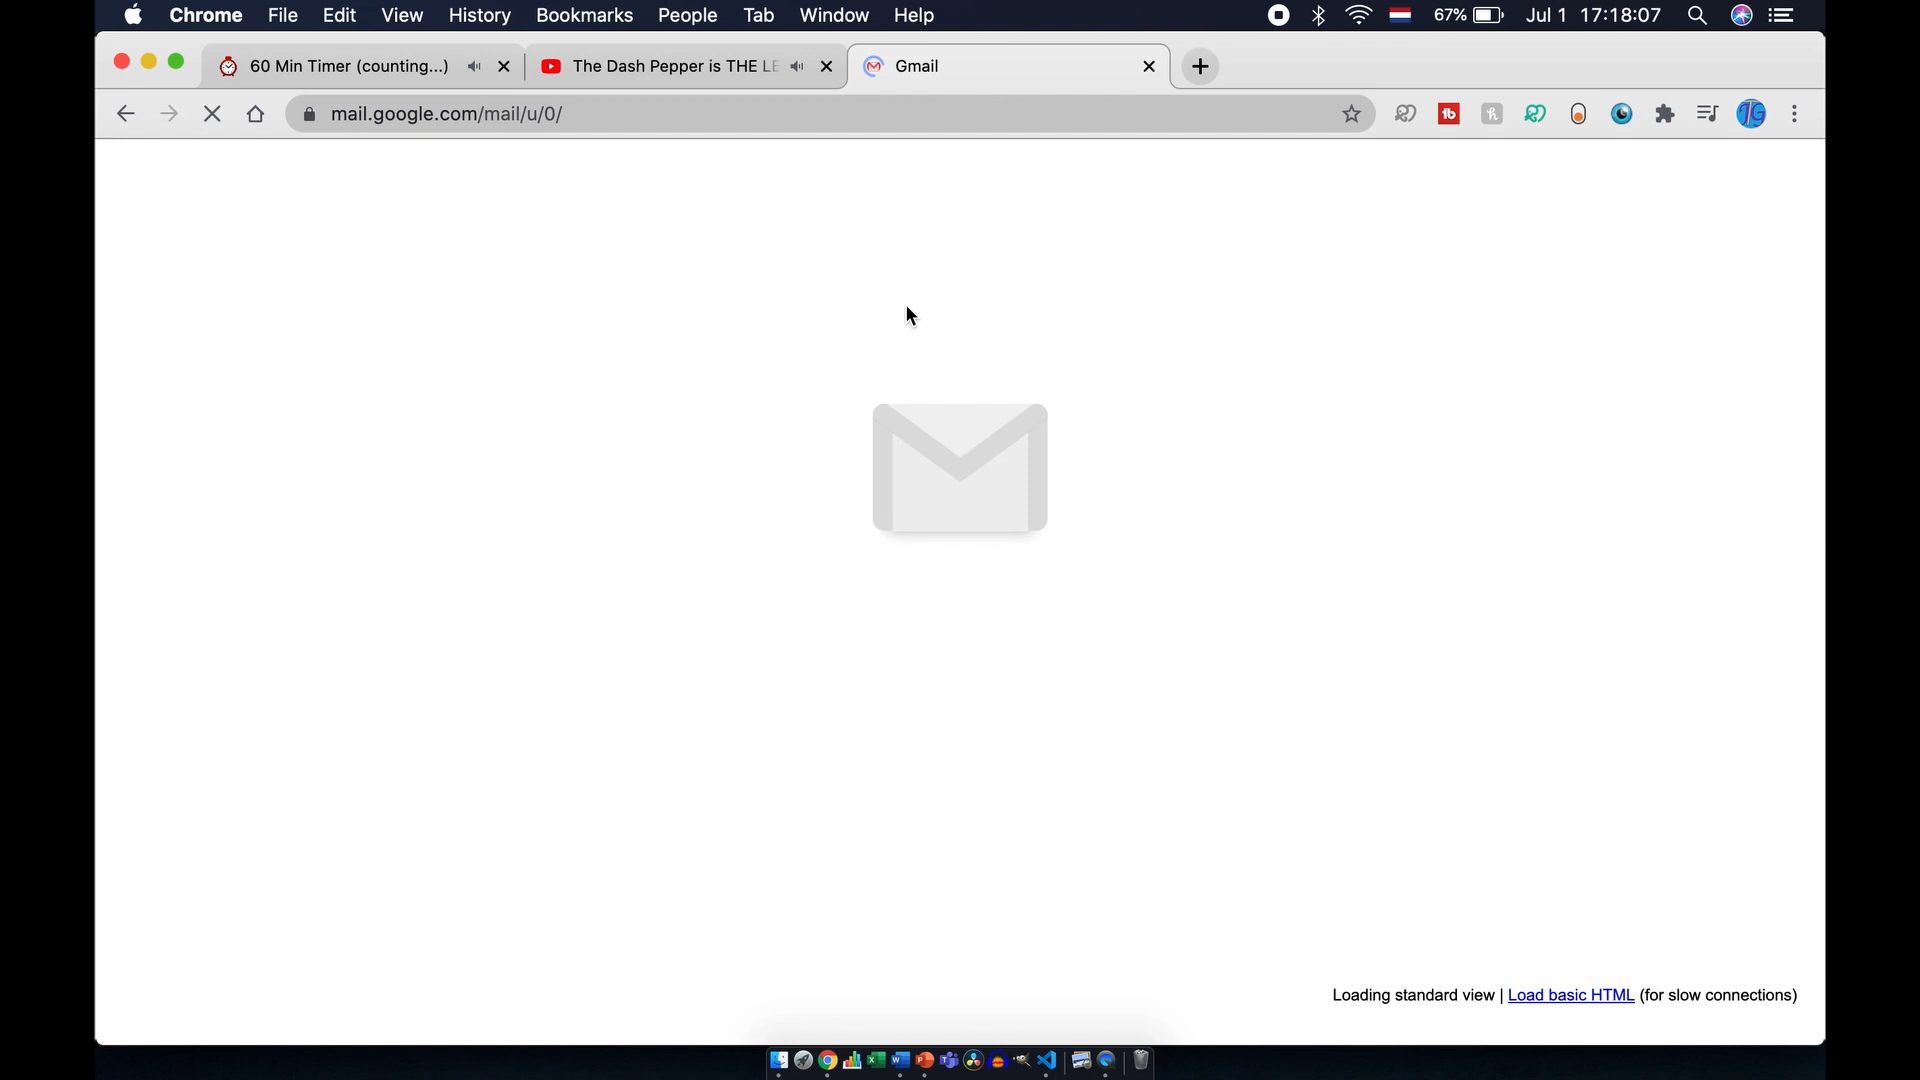 Chrome File Edit View History Bookmarks People Tab Window Help 67% Jul 1 17:18:07
60 Min Timer (counting...) The Dash Pepper is THE LE Gmail
mail.google.com/mail/u/0/
Loading standard view | Load basic HTML (for slow connections)